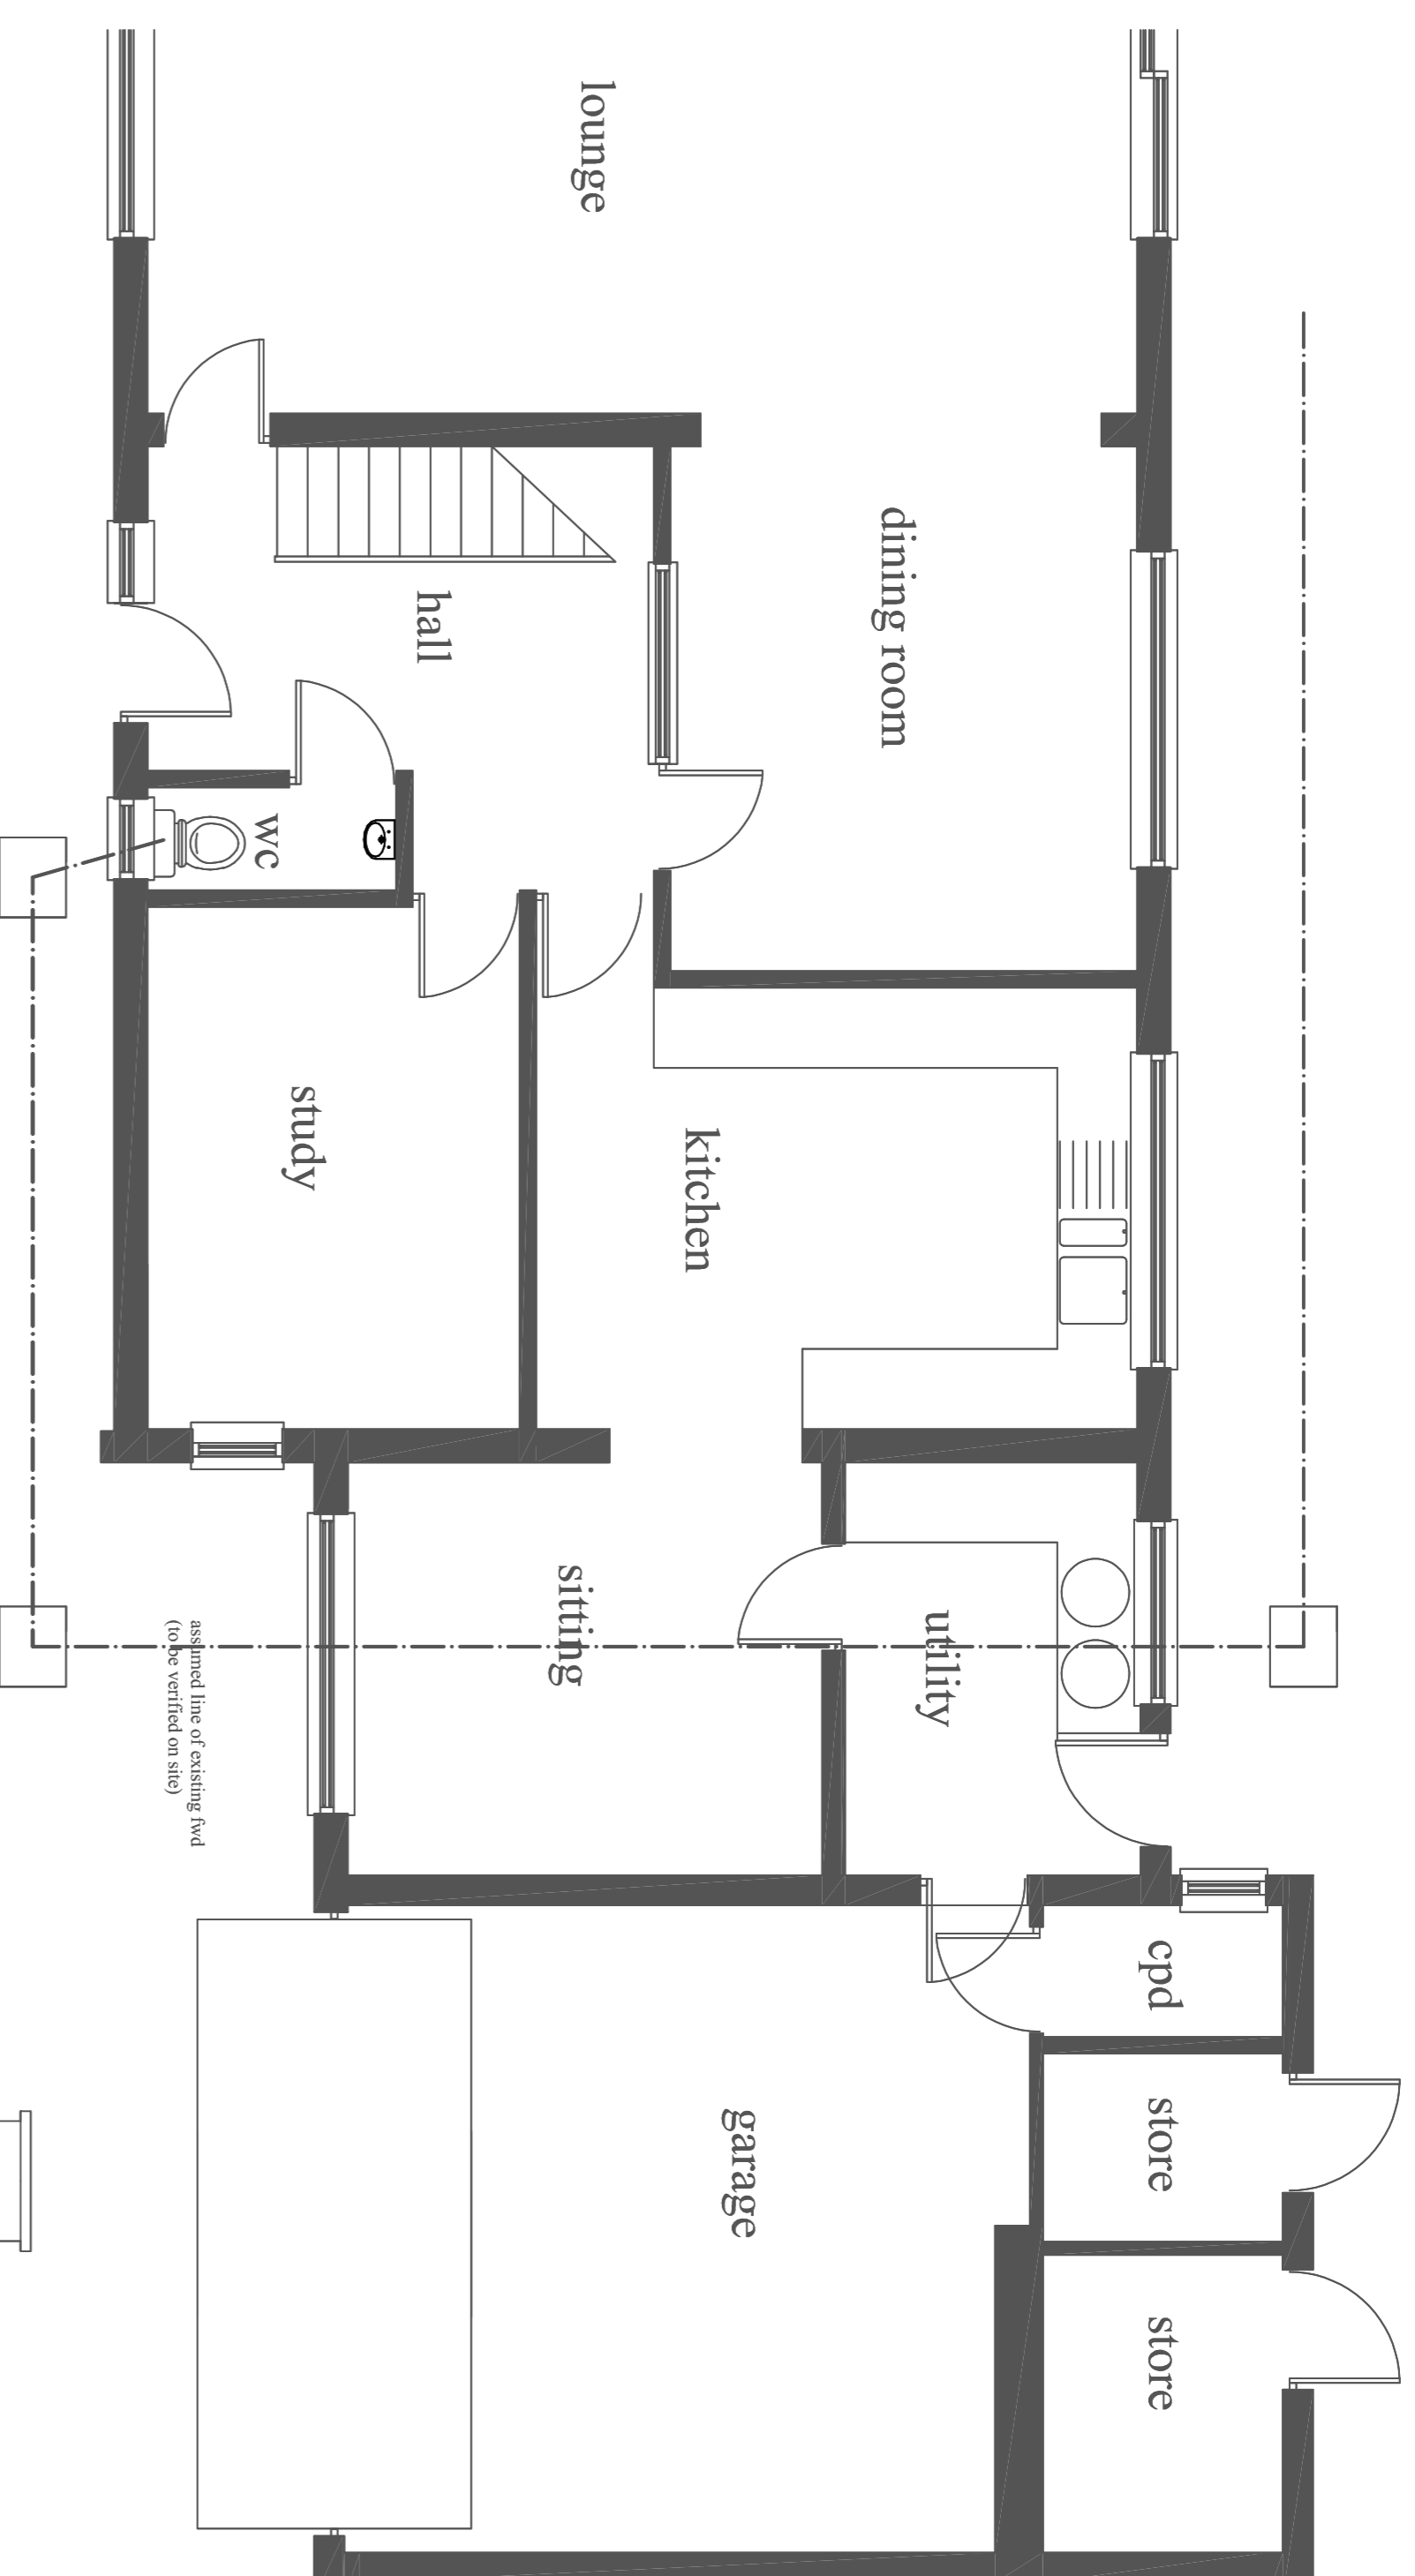 lounge
dining room
hall
wc
study
kitchen
sitting
utility
assumed line of existing fwd
(to be verified on site)
cpd
store
garage
store